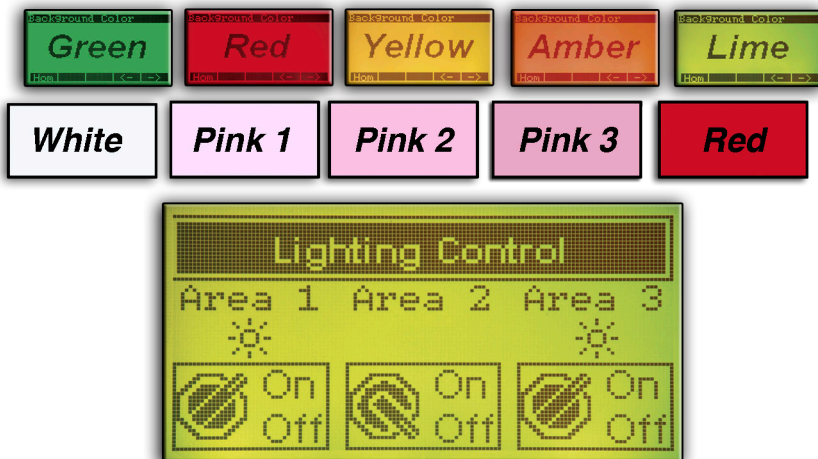 Background Color Background Color Background Color Background Color Background Color
Green Red Yellow Amber Lime
Hom <- -> Hom <- -> Hom <- -> Hom <- -> Hom <- ->
White Pink 1 Pink 2 Pink 3 Red
Lighting Control
Area 1 Area 2 Area 3
On On On
Off Off Off